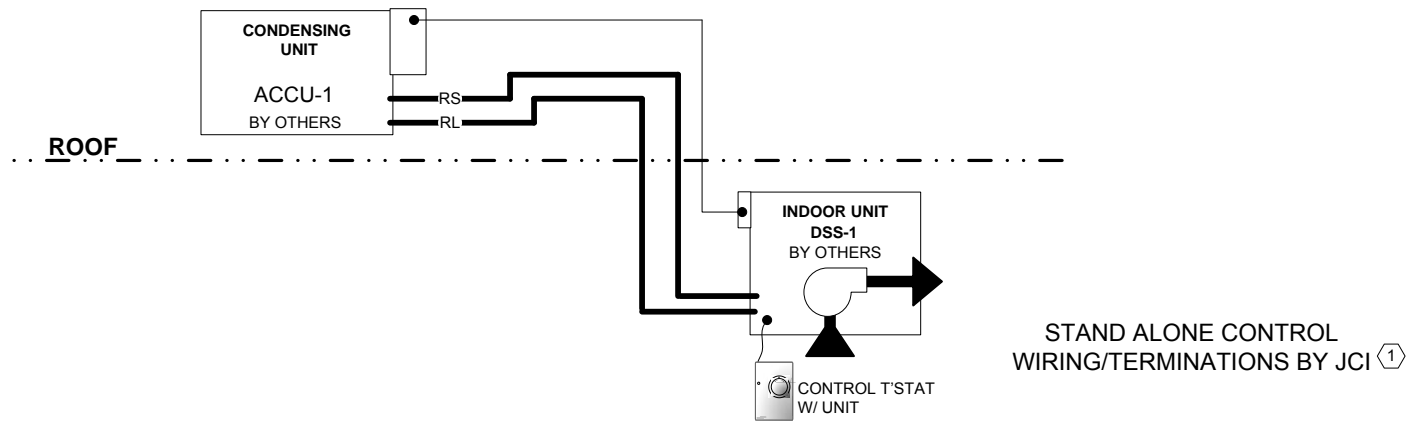 CONDENSING
UNIT
ACCU-1
BY OTHERS
RS
RL
ROOF
INDOOR UNIT
DSS-1
BY OTHERS
CONTROL T'STAT
W/ UNIT
STAND ALONE CONTROL
WIRING/TERMINATIONS BY JCI 1